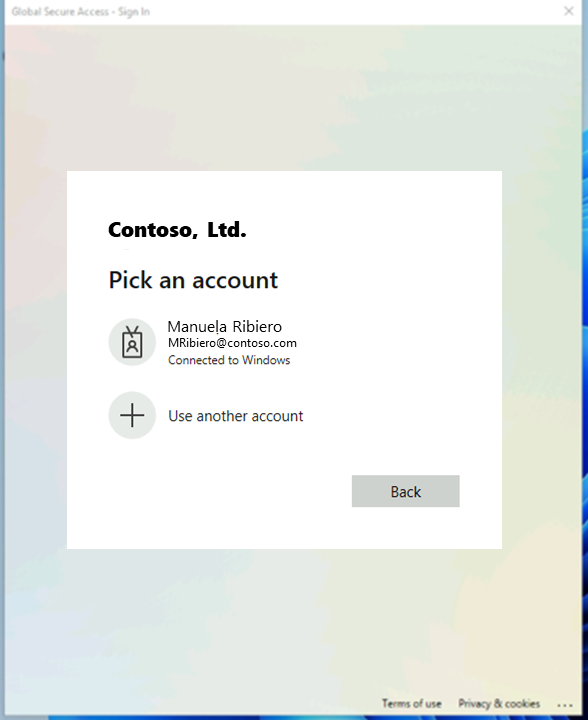 Global Secure Access - Sign In
Contoso, Ltd.
Pick an account
Manuela Ribiero
MRibiero@contoso.com
Connected to Windows
Use another account
Back
Terms of use Privacy & cookies ...